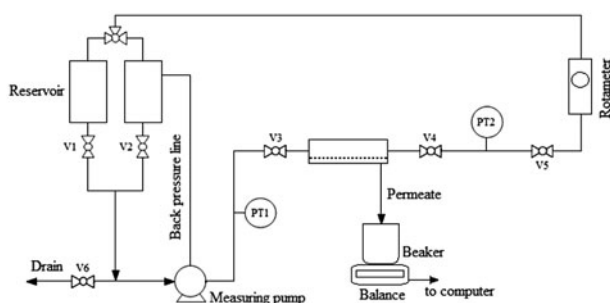 Reservoir
V1
V2
Back pressure line
V3
V4
PT2
V5
Rotameter
PT1
Permeate
Beaker
Balance
to computer
Drain
V6
Measuring pump